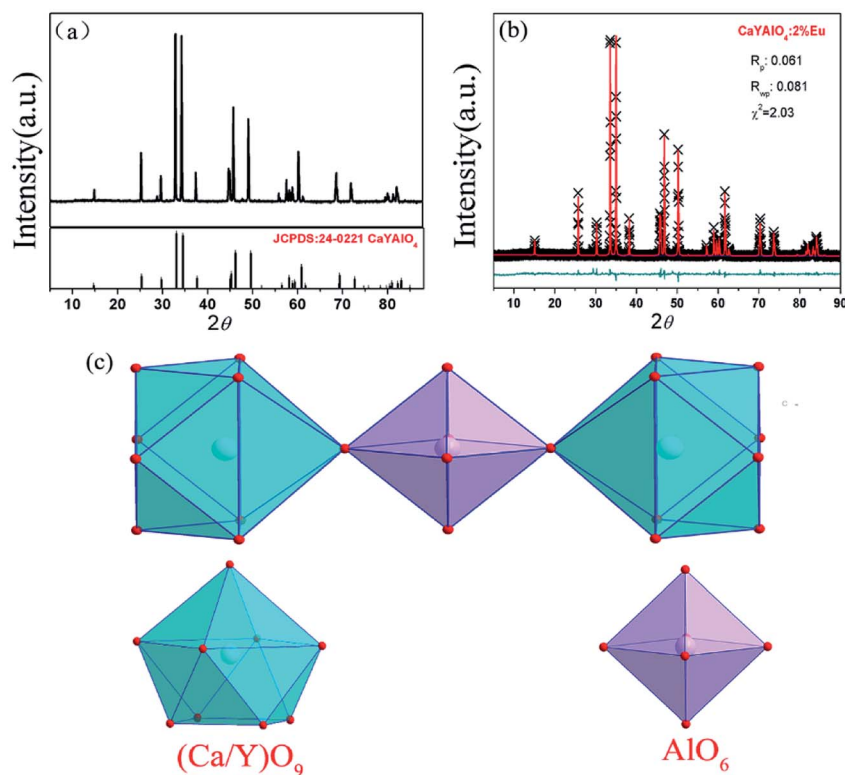 (a)
Intensity(a.u.)
JCPDS:24-0221 CaYAlO₄
10 20 30 40 50 60 70 80
2θ
(b)
Intensity(a.u.)
CaYAlO₄:2%Eu
Rₚ: 0.061
R_wp: 0.081
χ²=2.03
10 20 30 40 50 60 70 80 90
2θ
(c)
(Ca/Y)O₉
AlO₆